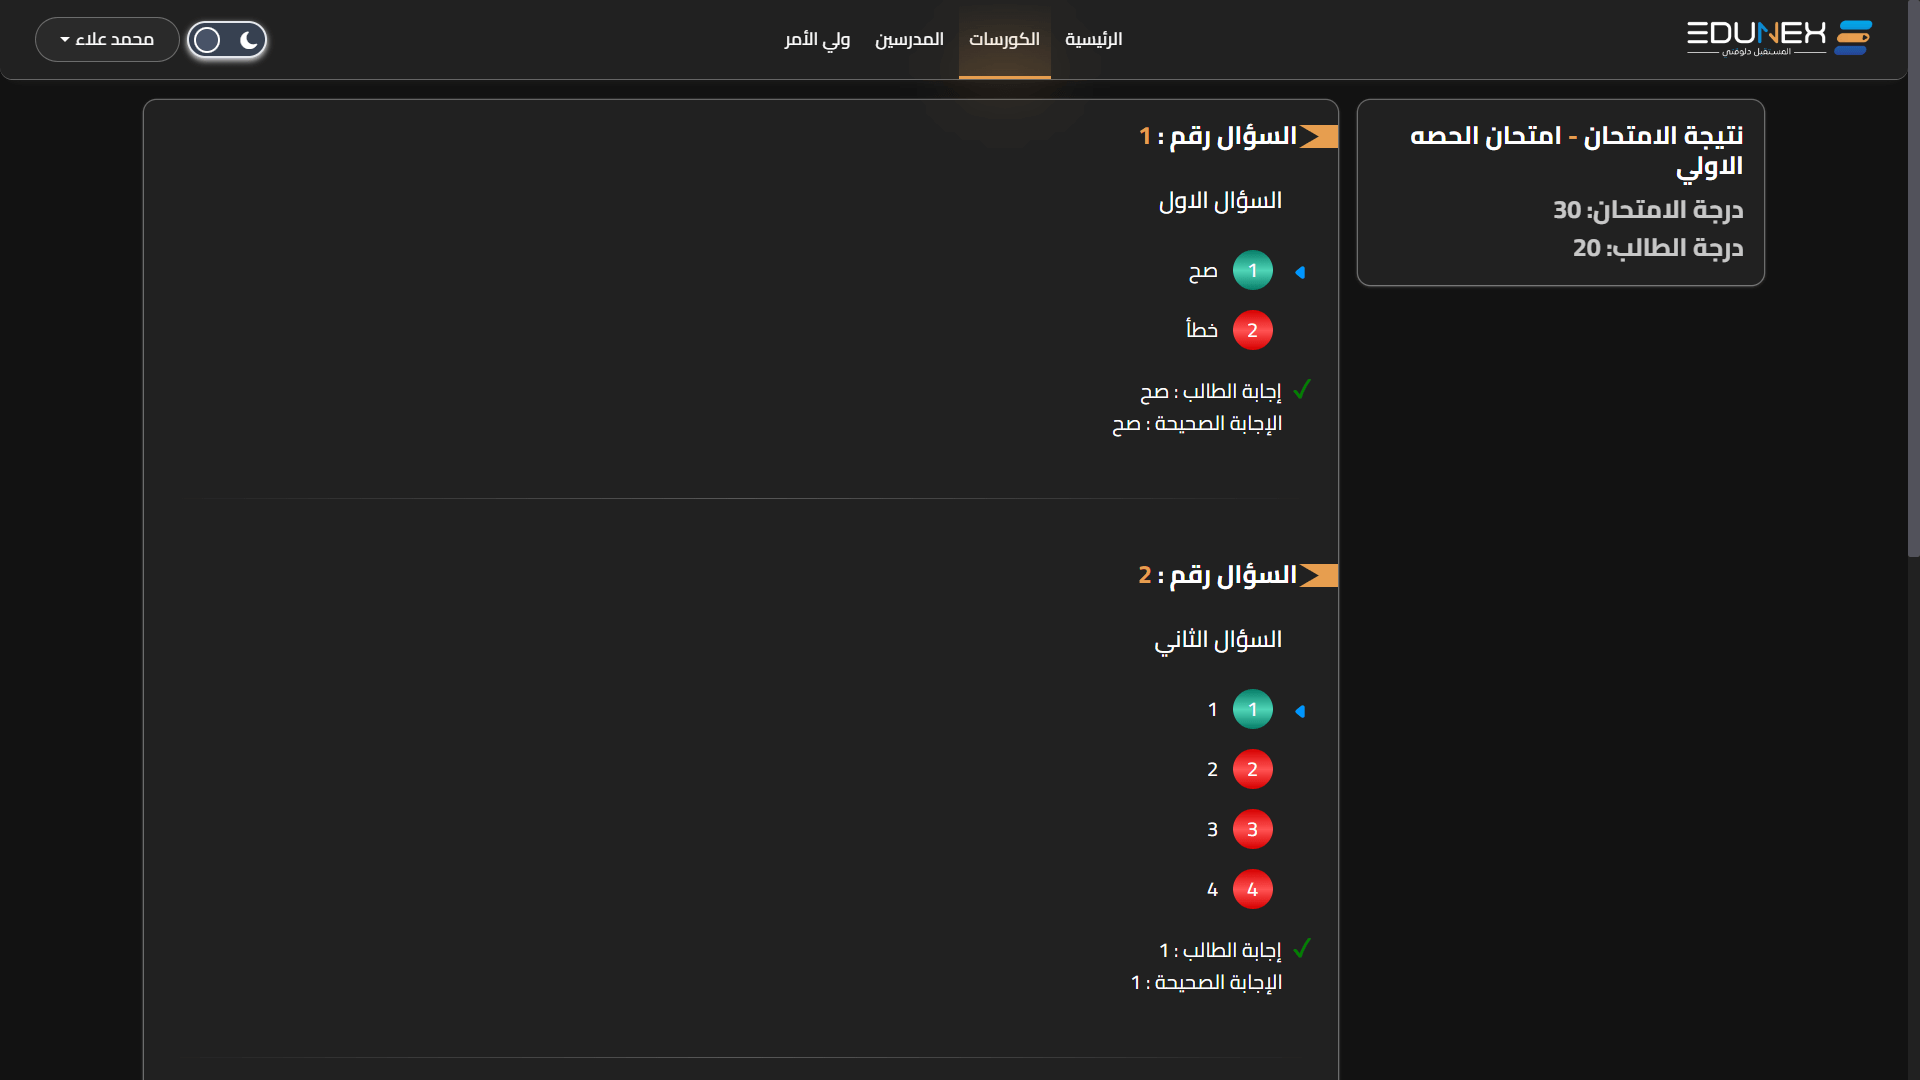 EDUNEX
المستقبل دلوقتي
الرئيسية
الكورسات
المدرسين
ولي الأمر
محمد علاء
نتيجة الامتحان - امتحان الحصه
الاولي
درجة الامتحان: 30
درجة الطالب: 20
السؤال رقم : 1
السؤال الاول
1 صح
2 خطأ
إجابة الطالب : صح
الإجابة الصحيحة : صح
السؤال رقم : 2
السؤال الثاني
1 1
2 2
3 3
4 4
إجابة الطالب : 1
الإجابة الصحيحة : 1